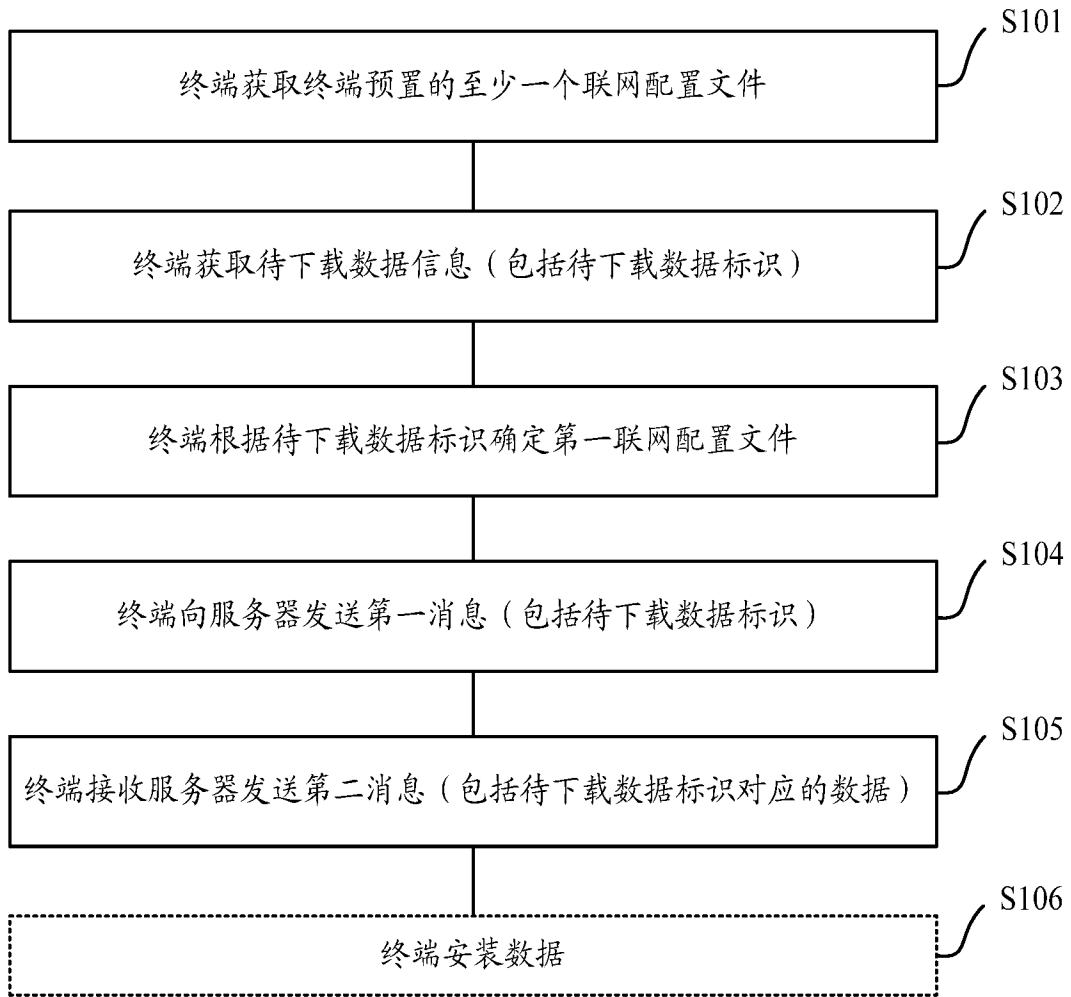 S101
终端获取终端预置的至少一个联网配置文件
S102
终端获取待下载数据信息（包括待下载数据标识）
S103
终端根据待下载数据标识确定第一联网配置文件
S104
终端向服务器发送第一消息（包括待下载数据标识）
S105
终端接收服务器发送第二消息（包括待下载数据标识对应的数据）
S106
终端安装数据